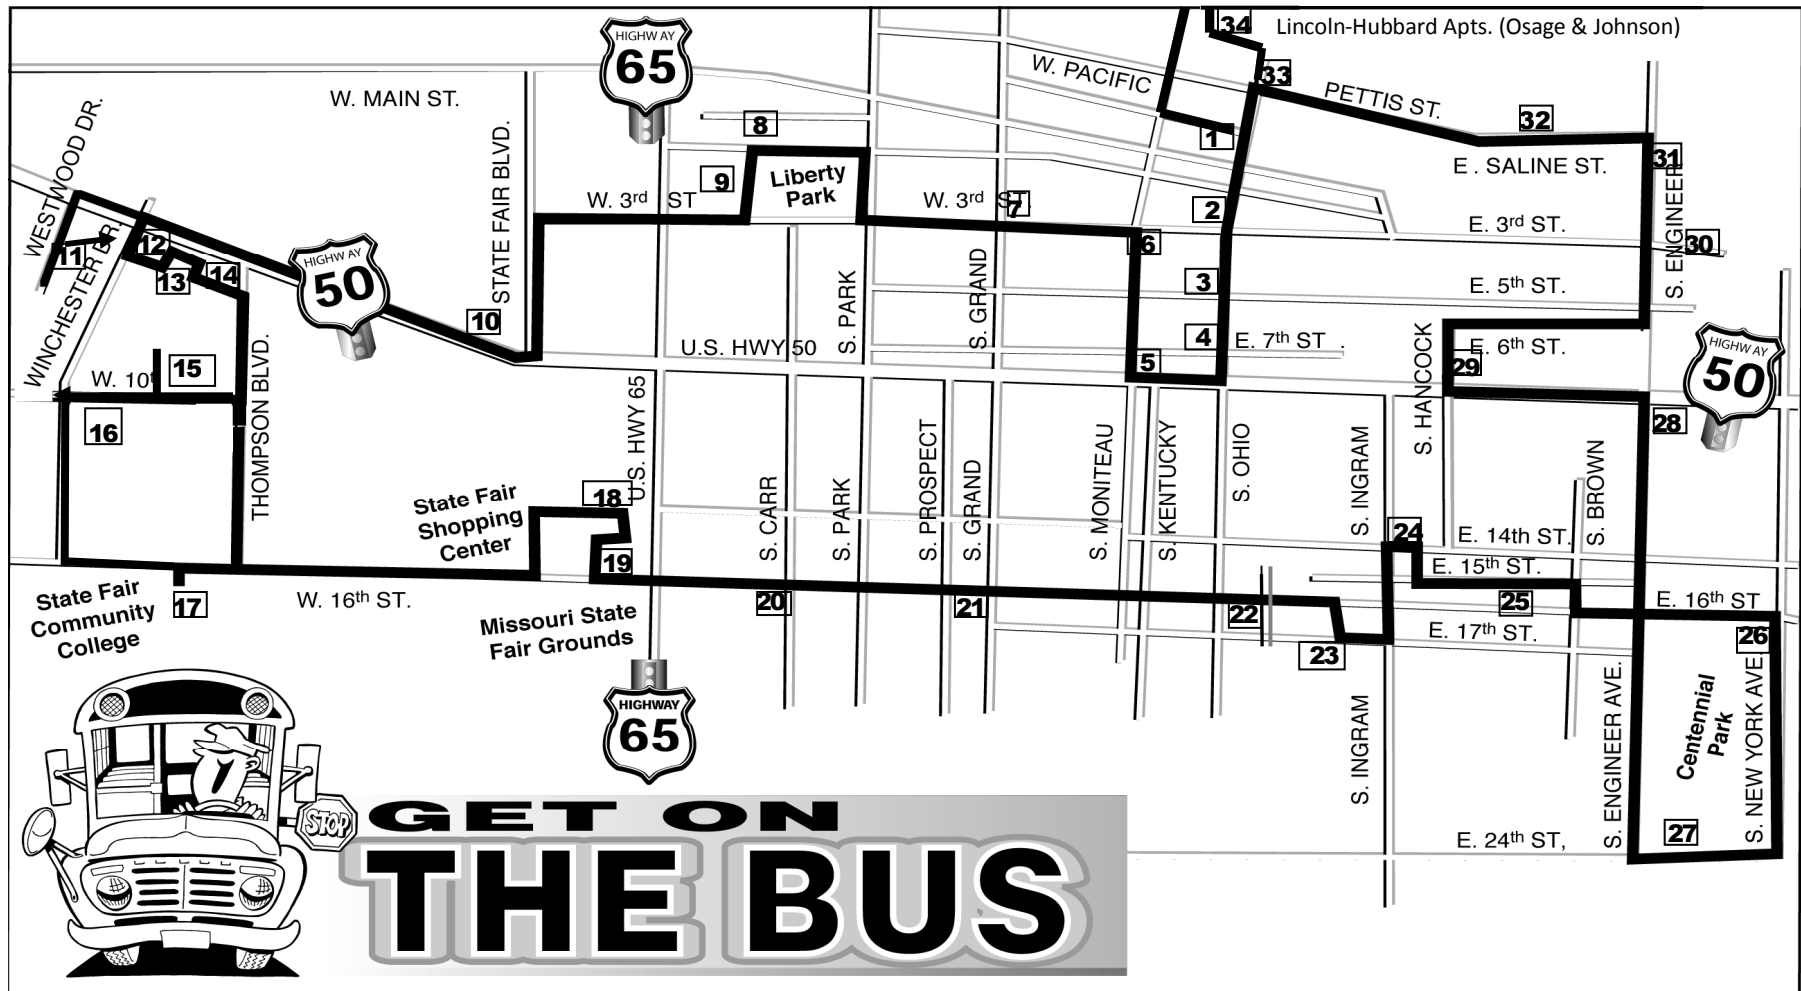 34
Lincoln-Hubbard Apts. (Osage & Johnson)
HIGHWAY
65
W. PACIFIC
33
PETTIS ST.
W. MAIN ST.
WESTWOOD DR.
STATE FAIR BLVD.
8
1
32
E. SALINE ST.
31
9
Liberty
Park
W. 3rd ST
W. 3rd ST.
7
2
E. 3rd ST.
S. ENGINEER
30
11
12
13
14
WINCHESTER DR.
HIGHWAY
50
6
3
E. 5th ST.
10
S. PARK
S. GRAND
4
E. 7th ST.
U.S. HWY 50
5
S. HANCOCK
E. 6th ST.
29
HIGHWAY
50
W. 10t
15
16
THOMPSON BLVD.
U.S. HWY 65
28
State Fair
Shopping
Center
18
19
S. CARR
S. PARK
S. PROSPECT
S. GRAND
S. MONITEAU
S. KENTUCKY
S. OHIO
S. INGRAM
S. BROWN
24
E. 14th ST.
E. 15th ST.
State Fair
Community
College
17
W. 16th ST.
Missouri State
Fair Grounds
20
21
22
25
E. 16th ST
23
E. 17th ST.
26
HIGHWAY
65
S. INGRAM
S. ENGINEER AVE.
Centennial
Park
S. NEW YORK AVE
27
E. 24th ST,
STOP
GET ON
THE BUS